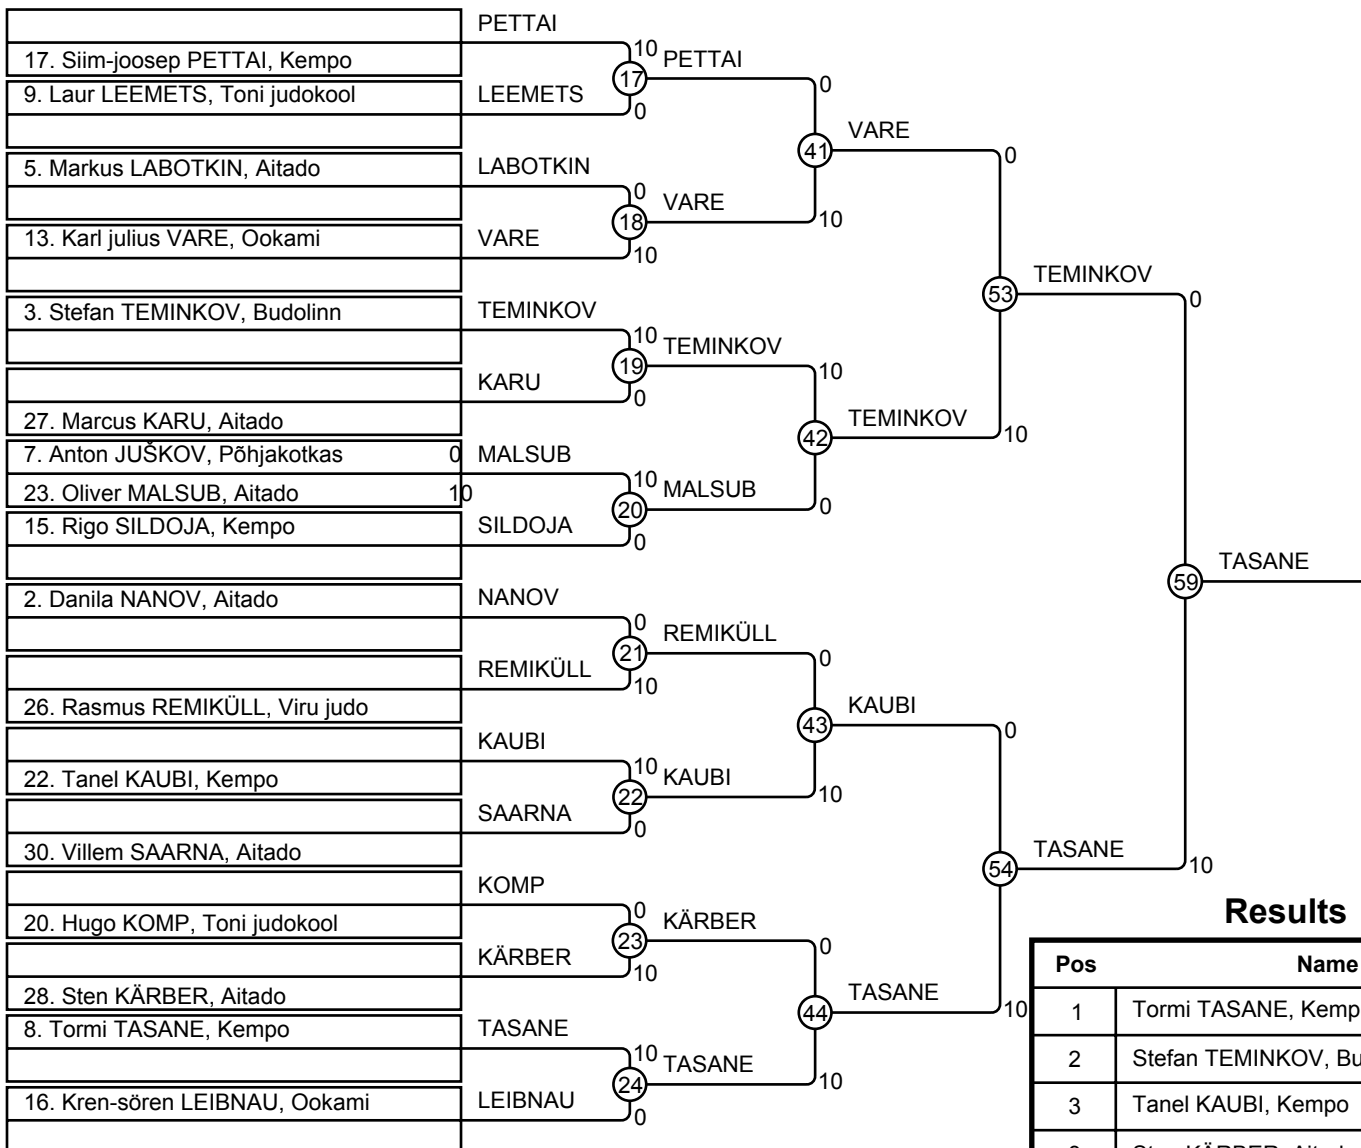 PETTAI
17. Siim-joosep PETTAI, Kempo
10
17
PETTAI
9. Laur LEEMETS, Toni judokool
LEEMETS
0
0
41
VARE
5. Markus LABOTKIN, Aitado
LABOTKIN
0
18
VARE
10
13. Karl julius VARE, Ookami
VARE
10
0
53
TEMINKOV
3. Stefan TEMINKOV, Budolinn
TEMINKOV
10
19
TEMINKOV
KARU
0
27. Marcus KARU, Aitado
10
42
TEMINKOV
10
7. Anton JUŠKOV, Põhjakotkas 0
MALSUB
23. Oliver MALSUB, Aitado 10
10
20
MALSUB
0
15. Rigo SILDOJA, Kempo
SILDOJA
0
0
59
TASANE
2. Danila NANOV, Aitado
NANOV
0
21
REMIKÜLL
REMIKÜLL
10
26. Rasmus REMIKÜLL, Viru judo
0
43
KAUBI
KAUBI
22. Tanel KAUBI, Kempo
10
22
KAUBI
10
SAARNA
0
30. Villem SAARNA, Aitado
0
54
TASANE
10
KOMP
20. Hugo KOMP, Toni judokool
0
23
KÄRBER
KÄRBER
10
28. Sten KÄRBER, Aitado
0
44
TASANE
10
8. Tormi TASANE, Kempo
TASANE
10
24
TASANE
10
16. Kren-sören LEIBNAU, Ookami
LEIBNAU
0
Results
Pos Name
1 Tormi TASANE, Kemp
2 Stefan TEMINKOV, Bu
3 Tanel KAUBI, Kempo